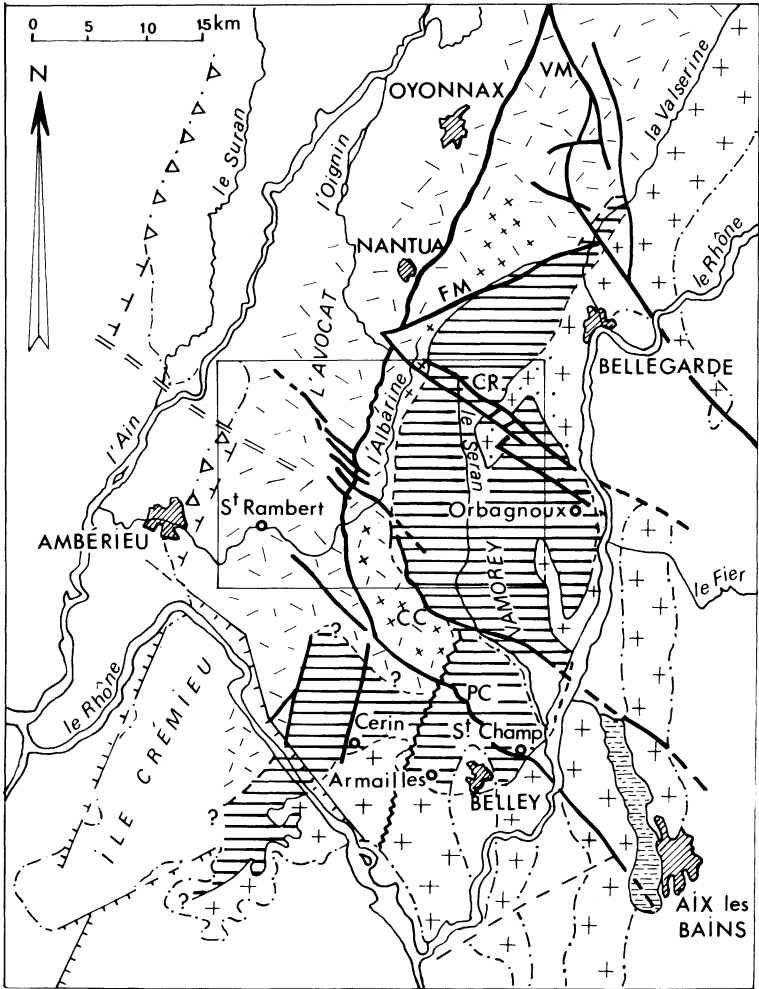 0 5 10 15km
N
OYONNAX
VM
la Valserine
le Suran
l'Oignin
NANTUA
FM
le Rhône
L'AVOCAT
BELLEGARDE
CR
l'Albarine
le Seran
l'Ain
St Rambert
Orbagnoux
AMBERIEU
VAMOREY
le Fier
CC
?
?
le Rhône
PC
Cerin
St Champ
ILE CRÉMIEU
Armailles
BELLEY
?
?
AIX les
BAINS